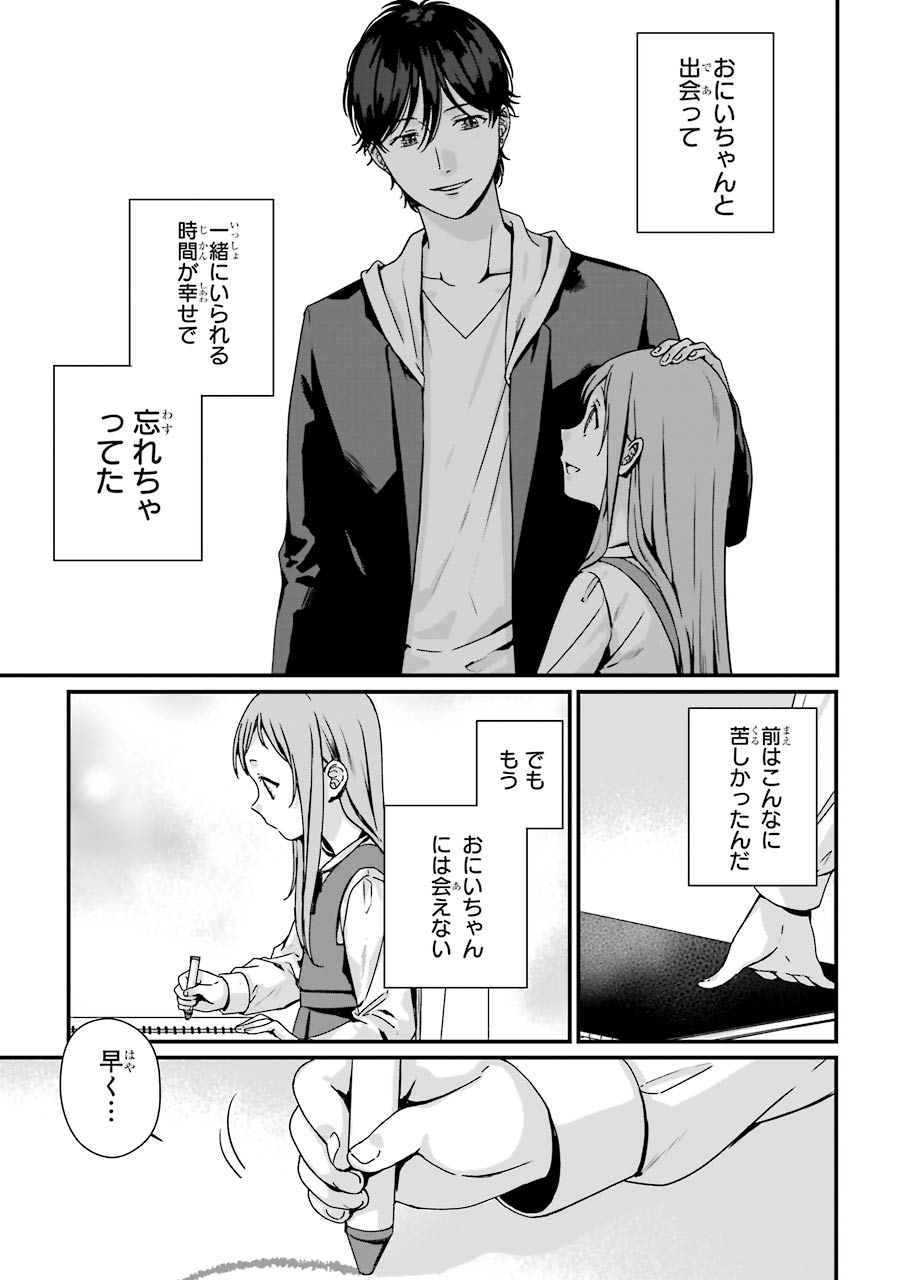 おにいちゃんと
出会って
一緒にいられる
時間が幸せで
忘れちゃ
ってた
前はこんなに
苦しかったんだ
でも
もう
おにいちゃん
には会えない
早く…